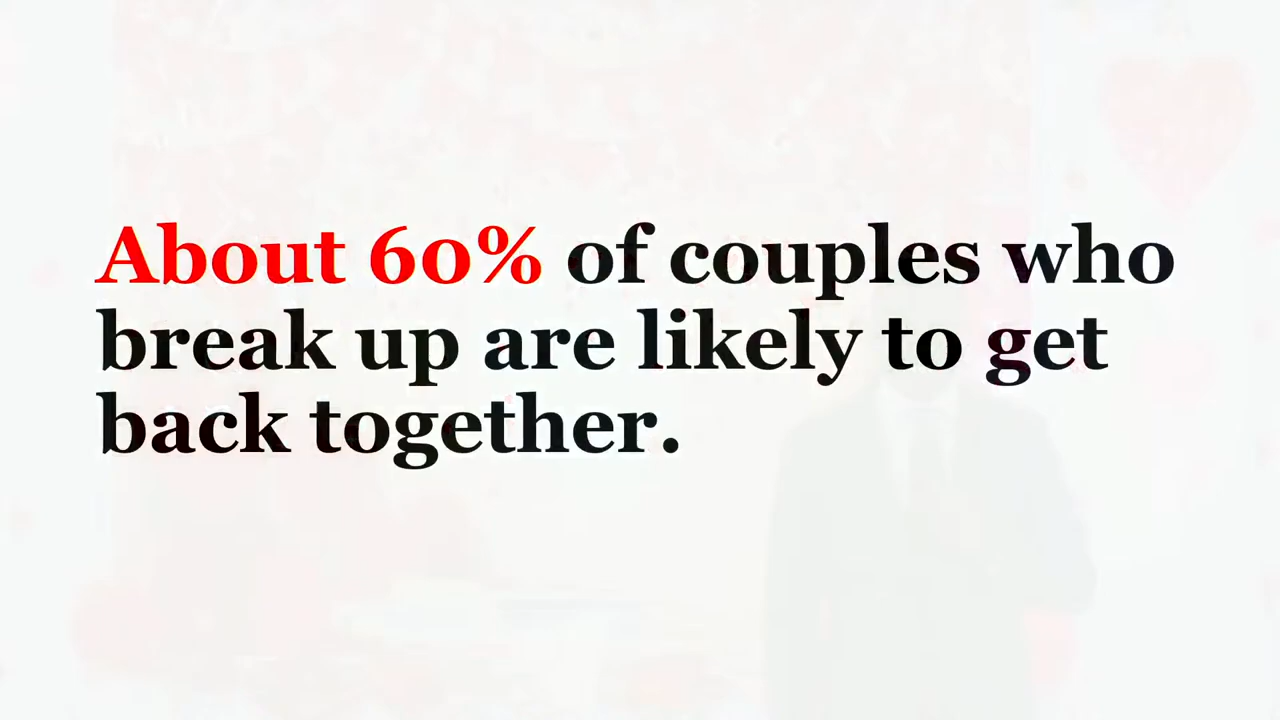 About 60% of couples who
break up are likely to get
back together.